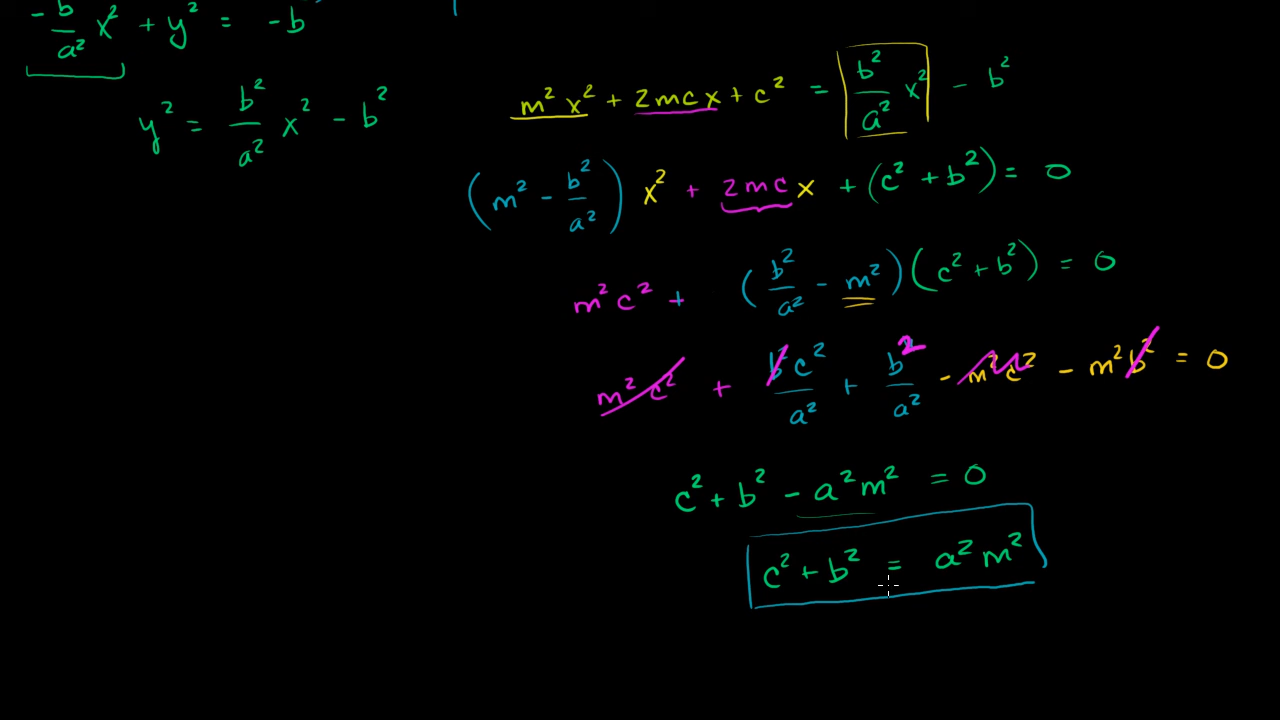 -b/a² x² + y² = -b
y² = b²/a² x² - b²
m²x² + 2mcx + c² = b²/a² x² - b²
(m² - b²/a²) x² + 2mcx + (c² + b²) = 0
m²c² + (b²/a² - m²)(c² + b²) = 0
m²c² + b²c²/a² + b²/a² - m²c² - m²b² = 0
c² + b² - a²m² = 0
c² + b² = a²m²